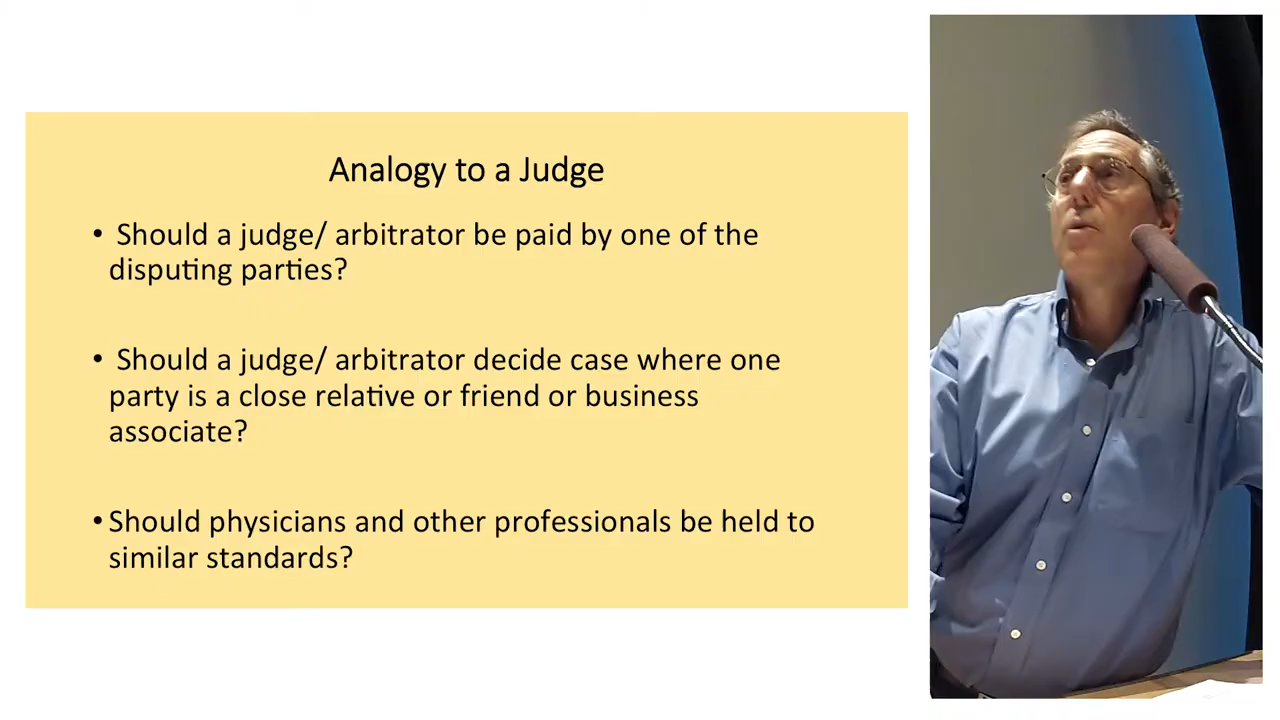 Analogy to a Judge
• Should a judge/ arbitrator be paid by one of the
disputing parties?
• Should a judge/ arbitrator decide case where one
party is a close relative or friend or business
associate?
• Should physicians and other professionals be held to
similar standards?